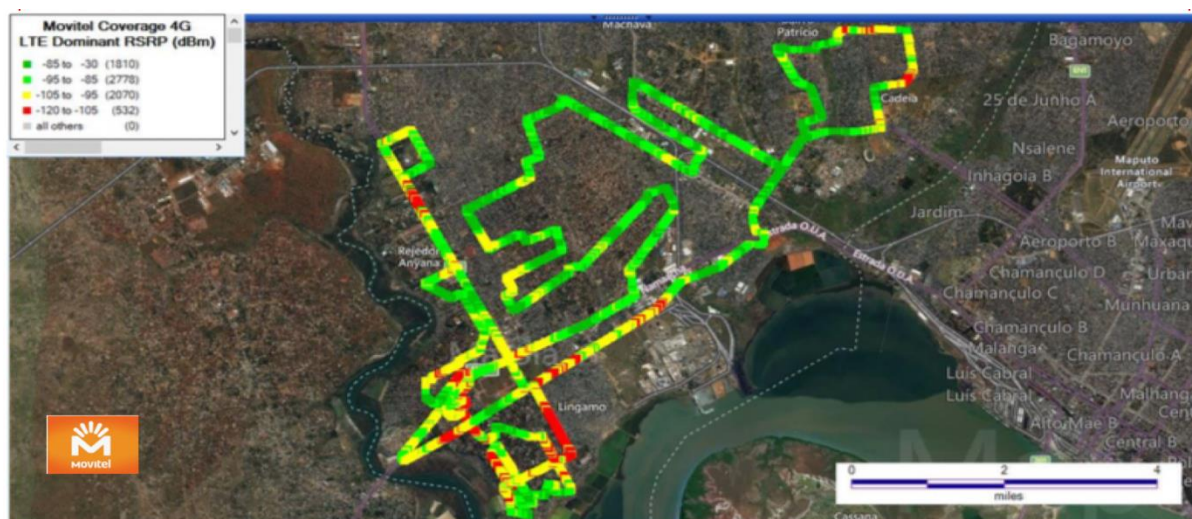 Movitel Coverage 4G
LTE Dominant RSRP (dBm)
-85 to -30 (1810)
-95 to -85 (2778)
-105 to -95 (2070)
-120 to -105 (532)
all others (0)
Machava
Patricio
Bagamoyo
Cadeia
25 de Junho A
Aeroporto
Nsalene
Maputo
International
Airport
Inhagoia B
Jardim
Estrada O.U.A.
Aeroporto B
Maxaqu
Rejedor
Anyana
Estrada O.U.A.
Chamanculo D
Urban
Chamanculo C
Munhuana
Chamanculo B
Malanga
Chamanculo A
Luis Cabral
Luis Cabral
Malhanga
Lingamo
Alto Mae B
Central B
M
MOVITEL
0 2 4
miles
Cassana